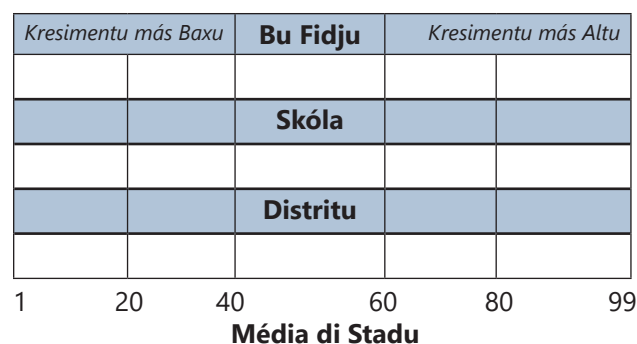 Kresimentu más Baxu Bu Fidju Kresimentu más Altu
Skóla
Distritu
1 20 40 60 80 99
Média di Stadu